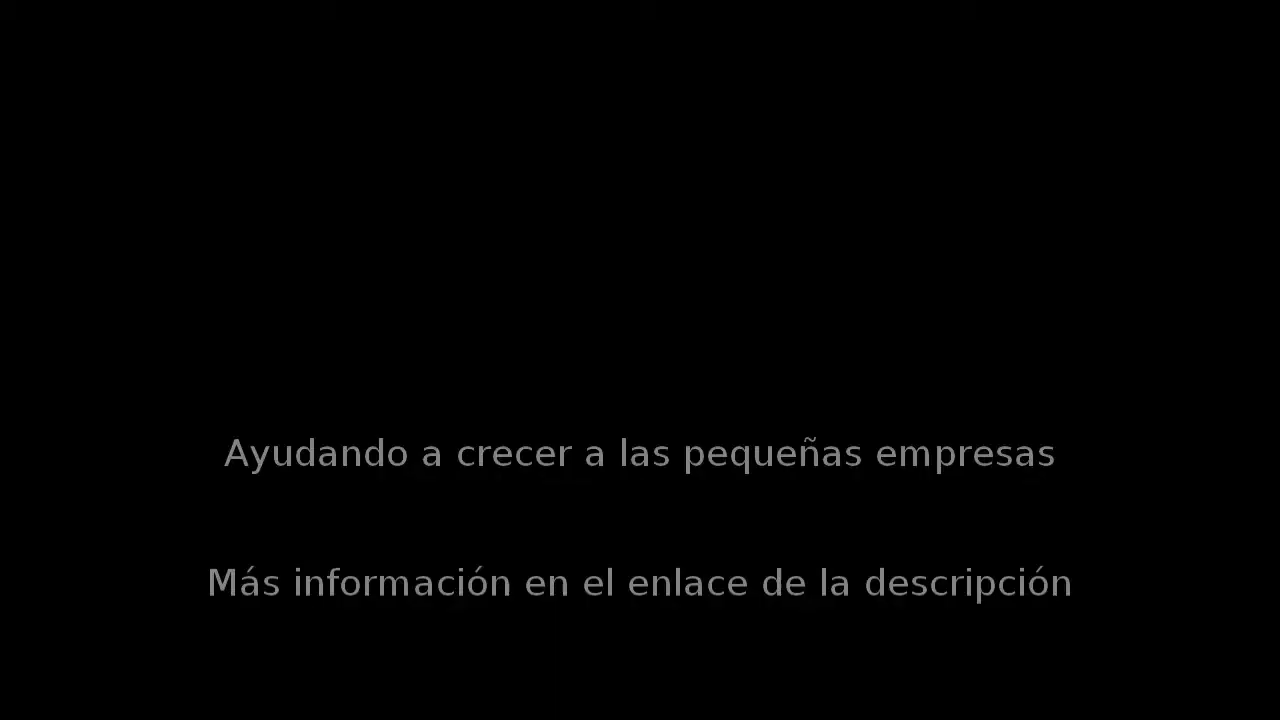 Ayudando a crecer a las pequeñas empresas
Más información en el enlace de la descripción